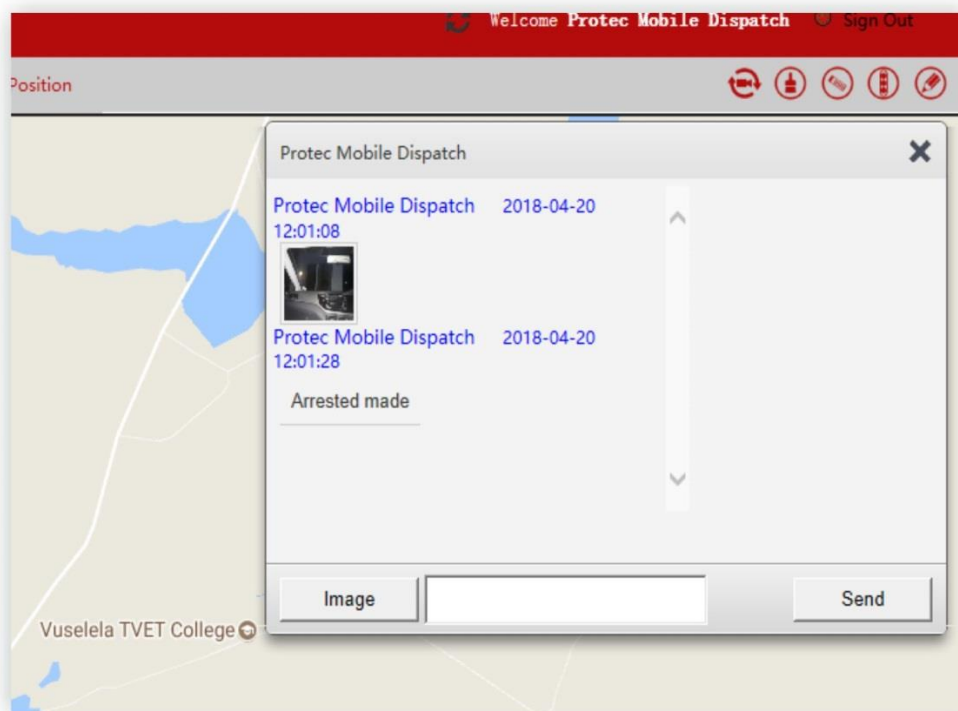 Welcome Protec Mobile Dispatch Sign Out
Position
Protec Mobile Dispatch
Protec Mobile Dispatch 2018-04-20
12:01:08
Protec Mobile Dispatch 2018-04-20
12:01:28
Arrested made
Image Send
Vuselela TVET College